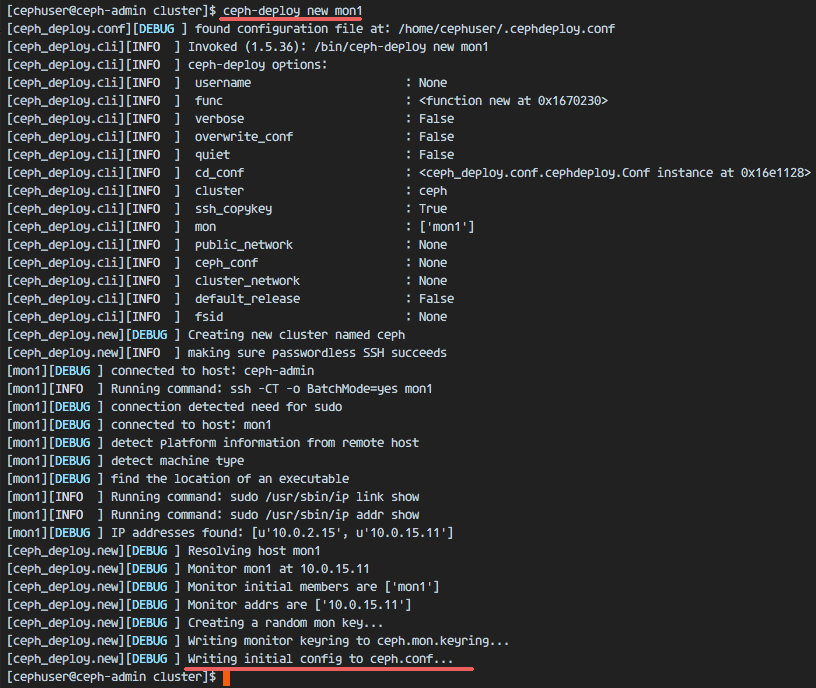 [cephuser@ceph-admin cluster]$ ceph-deploy new mon1
[ceph_deploy.conf][DEBUG ] found configuration file at: /home/cephuser/.cephdeploy.conf
[ceph_deploy.cli][INFO  ] Invoked (1.5.36): /bin/ceph-deploy new mon1
[ceph_deploy.cli][INFO  ] ceph-deploy options:
[ceph_deploy.cli][INFO  ]  username                      : None
[ceph_deploy.cli][INFO  ]  func                          : <function new at 0x1670230>
[ceph_deploy.cli][INFO  ]  verbose                       : False
[ceph_deploy.cli][INFO  ]  overwrite_conf                : False
[ceph_deploy.cli][INFO  ]  quiet                         : False
[ceph_deploy.cli][INFO  ]  cd_conf                       : <ceph_deploy.conf.cephdeploy.Conf instance at 0x16e1128>
[ceph_deploy.cli][INFO  ]  cluster                       : ceph
[ceph_deploy.cli][INFO  ]  ssh_copykey                   : True
[ceph_deploy.cli][INFO  ]  mon                           : ['mon1']
[ceph_deploy.cli][INFO  ]  public_network                : None
[ceph_deploy.cli][INFO  ]  ceph_conf                     : None
[ceph_deploy.cli][INFO  ]  cluster_network               : None
[ceph_deploy.cli][INFO  ]  default_release               : False
[ceph_deploy.cli][INFO  ]  fsid                          : None
[ceph_deploy.new][DEBUG ] Creating new cluster named ceph
[ceph_deploy.new][INFO  ] making sure passwordless SSH succeeds
[mon1][DEBUG ] connected to host: ceph-admin
[mon1][INFO  ] Running command: ssh -CT -o BatchMode=yes mon1
[mon1][DEBUG ] connection detected need for sudo
[mon1][DEBUG ] connected to host: mon1
[mon1][DEBUG ] detect platform information from remote host
[mon1][DEBUG ] detect machine type
[mon1][DEBUG ] find the location of an executable
[mon1][INFO  ] Running command: sudo /usr/sbin/ip link show
[mon1][INFO  ] Running command: sudo /usr/sbin/ip addr show
[mon1][DEBUG ] IP addresses found: [u'10.0.2.15', u'10.0.15.11']
[ceph_deploy.new][DEBUG ] Resolving host mon1
[ceph_deploy.new][DEBUG ] Monitor mon1 at 10.0.15.11
[ceph_deploy.new][DEBUG ] Monitor initial members are ['mon1']
[ceph_deploy.new][DEBUG ] Monitor addrs are ['10.0.15.11']
[ceph_deploy.new][DEBUG ] Creating a random mon key...
[ceph_deploy.new][DEBUG ] Writing monitor keyring to ceph.mon.keyring...
[ceph_deploy.new][DEBUG ] Writing initial config to ceph.conf...
[cephuser@ceph-admin cluster]$